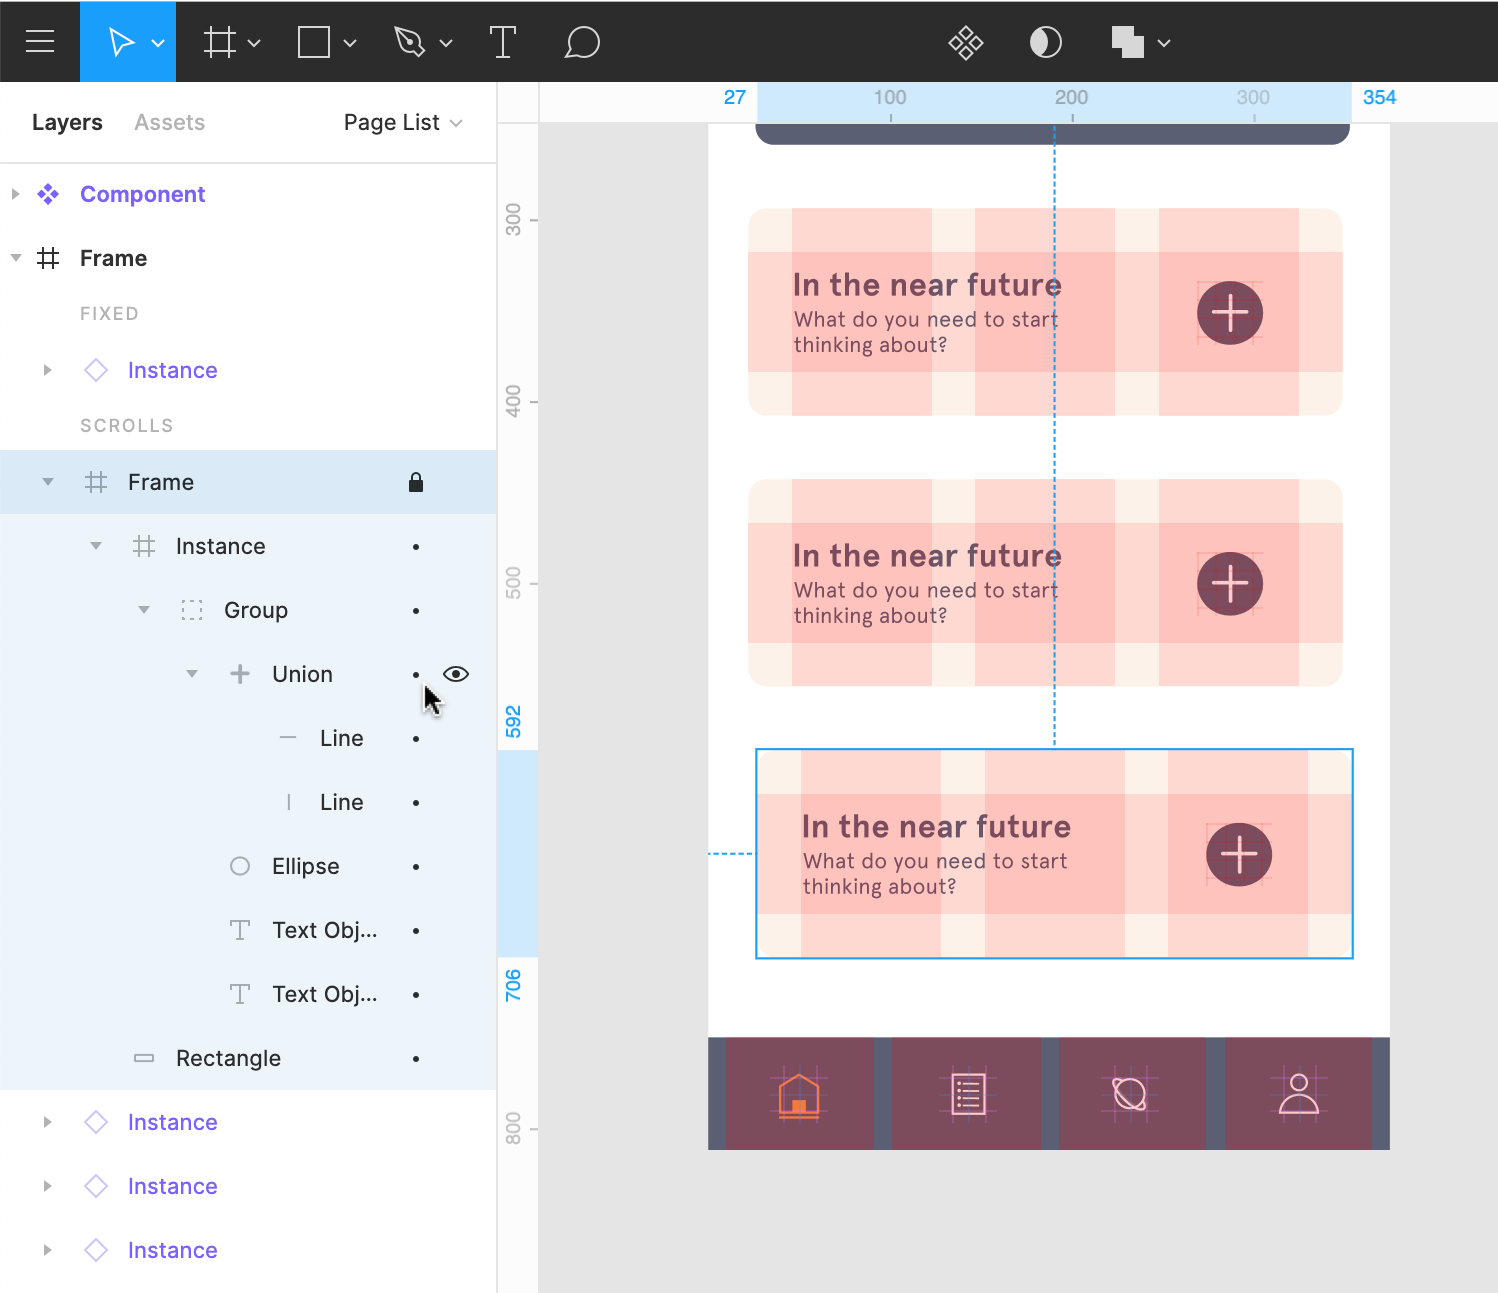 Layers Assets Page List
Component
Frame
FIXED
Instance
SCROLLS
Frame
Instance
Group
Union
Line
Line
Ellipse
Text Obj...
Text Obj...
Rectangle
Instance
Instance
Instance
27 100 200 300 354
300
400
500
592
706
800
In the near future
What do you need to start
thinking about?
In the near future
What do you need to start
thinking about?
In the near future
What do you need to start
thinking about?